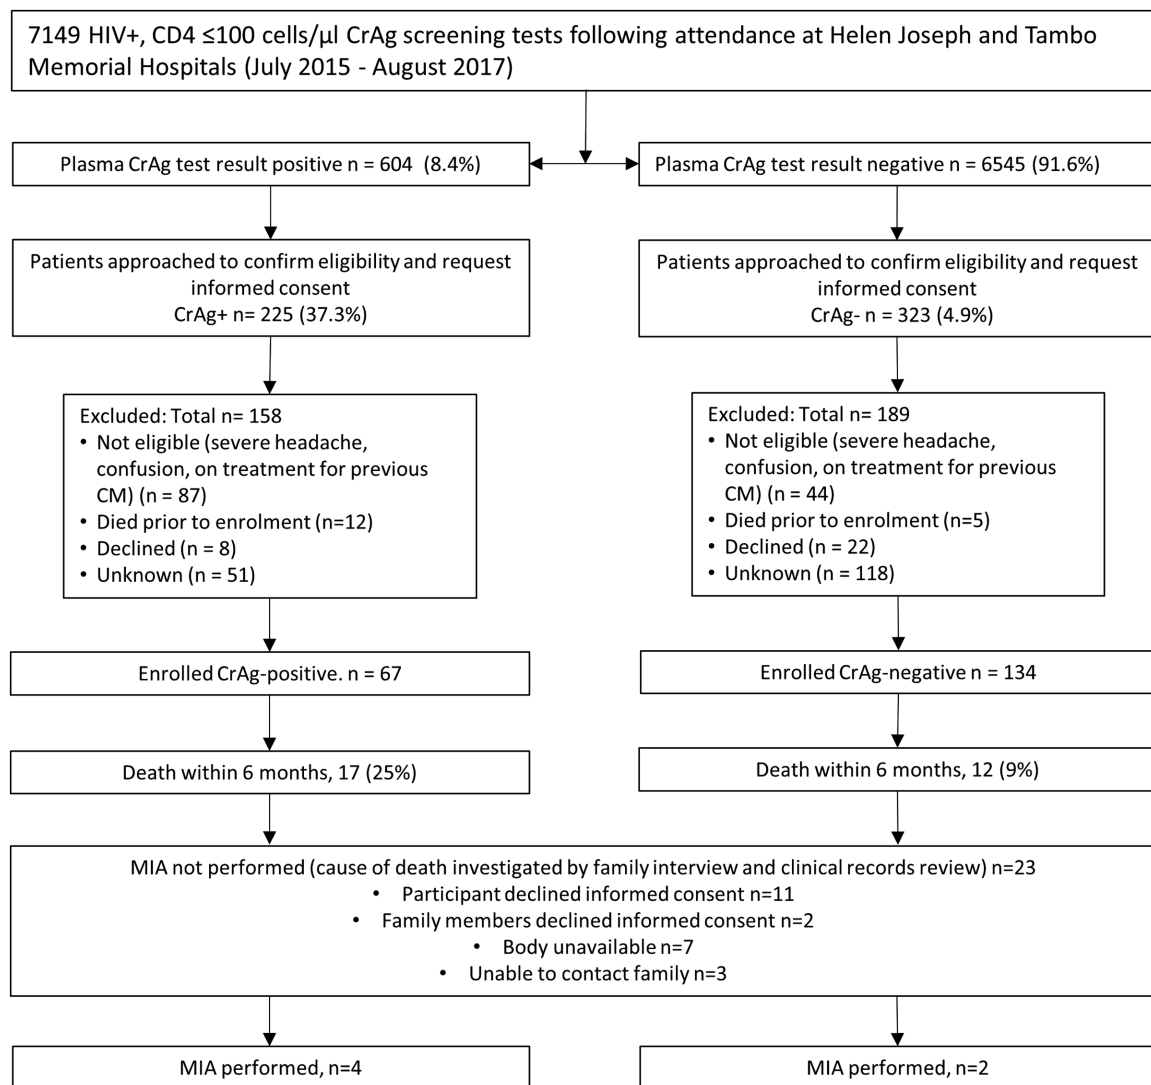 7149 HIV+, CD4 ≤100 cells/µl CrAg screening tests following attendance at Helen Joseph and Tambo
Memorial Hospitals (July 2015 - August 2017)
Plasma CrAg test result positive n = 604  (8.4%)
Plasma CrAg test result negative n = 6545 (91.6%)
Patients approached to confirm eligibility and request
informed consent
CrAg+ n= 225 (37.3%)
Patients approached to confirm eligibility and request
informed consent
CrAg- n = 323 (4.9%)
Excluded: Total n= 158
• Not eligible (severe headache,
confusion, on treatment for previous
CM) (n = 87)
• Died prior to enrolment (n=12)
• Declined (n = 8)
• Unknown (n = 51)
Excluded: Total n= 189
• Not eligible (severe headache,
confusion, on treatment for previous
CM) (n = 44)
• Died prior to enrolment (n=5)
• Declined (n = 22)
• Unknown (n = 118)
Enrolled CrAg-positive. n = 67
Enrolled CrAg-negative n = 134
Death within 6 months, 17 (25%)
Death within 6 months, 12 (9%)
MIA not performed (cause of death investigated by family interview and clinical records review) n=23
• Participant declined informed consent n=11
• Family members declined informed consent n=2
• Body unavailable n=7
• Unable to contact family n=3
MIA performed, n=4
MIA performed, n=2